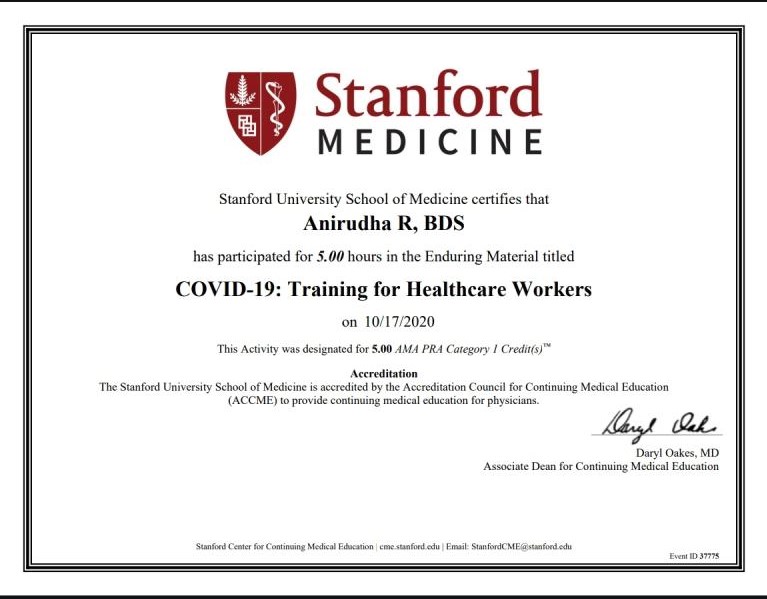 Stanford
MEDICINE
Stanford University School of Medicine certifies that
Anirudha R, BDS
has participated for 5.00 hours in the Enduring Material titled
COVID-19: Training for Healthcare Workers
on 10/17/2020
This Activity was designated for 5.00 AMA PRA Category 1 Credit(s)™
Accreditation
The Stanford University School of Medicine is accredited by the Accreditation Council for Continuing Medical Education
(ACCME) to provide continuing medical education for physicians.
Daryl Oakes
Daryl Oakes, MD
Associate Dean for Continuing Medical Education
Stanford Center for Continuing Medical Education | cme.stanford.edu | Email: StanfordCME@stanford.edu
Event ID 37775